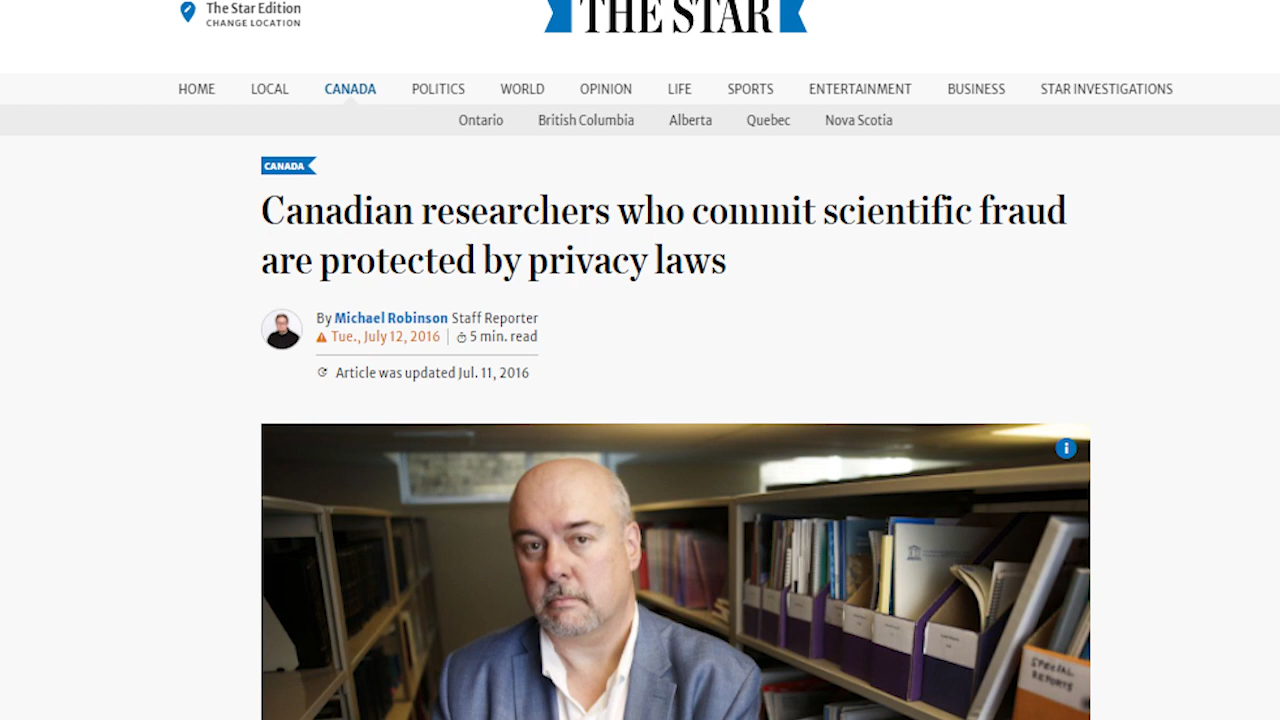 The Star Edition
CHANGE LOCATION
THE STAR
HOME LOCAL CANADA POLITICS WORLD OPINION LIFE SPORTS ENTERTAINMENT BUSINESS STAR INVESTIGATIONS
Ontario British Columbia Alberta Quebec Nova Scotia
CANADA
Canadian researchers who commit scientific fraud
are protected by privacy laws
By Michael Robinson Staff Reporter
Tue., July 12, 2016 5 min. read
Article was updated Jul. 11, 2016
i
SPECIAL
REPORTS